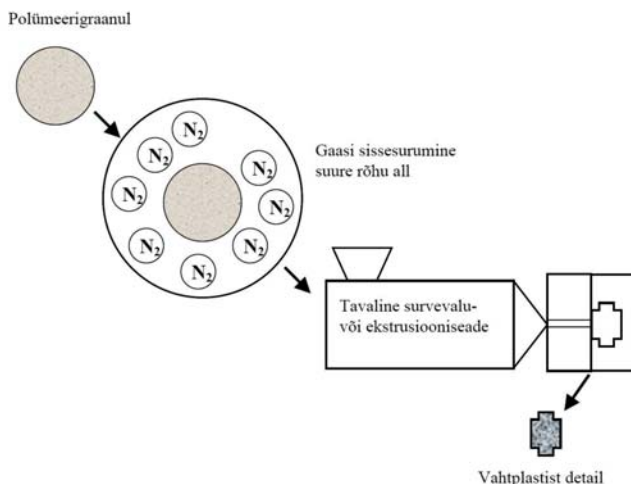 Polümeerigraanul
N₂
N₂
N₂
N₂
N₂
N₂
N₂
N₂
Gaasi sissesurumine
suure rõhu all
Tavaline survevalu-
või ekstrusiooniseade
Vahtplastist detail